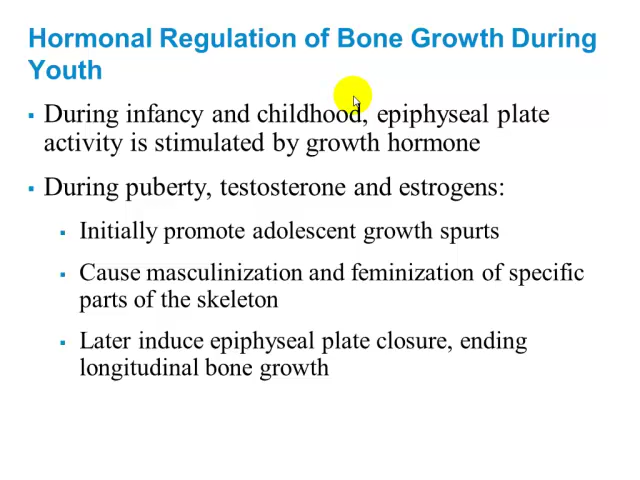 Hormonal Regulation of Bone Growth During
Youth
▪ During infancy and childhood, epiphyseal plate
activity is stimulated by growth hormone
▪ During puberty, testosterone and estrogens:
▪ Initially promote adolescent growth spurts
▪ Cause masculinization and feminization of specific
parts of the skeleton
▪ Later induce epiphyseal plate closure, ending
longitudinal bone growth